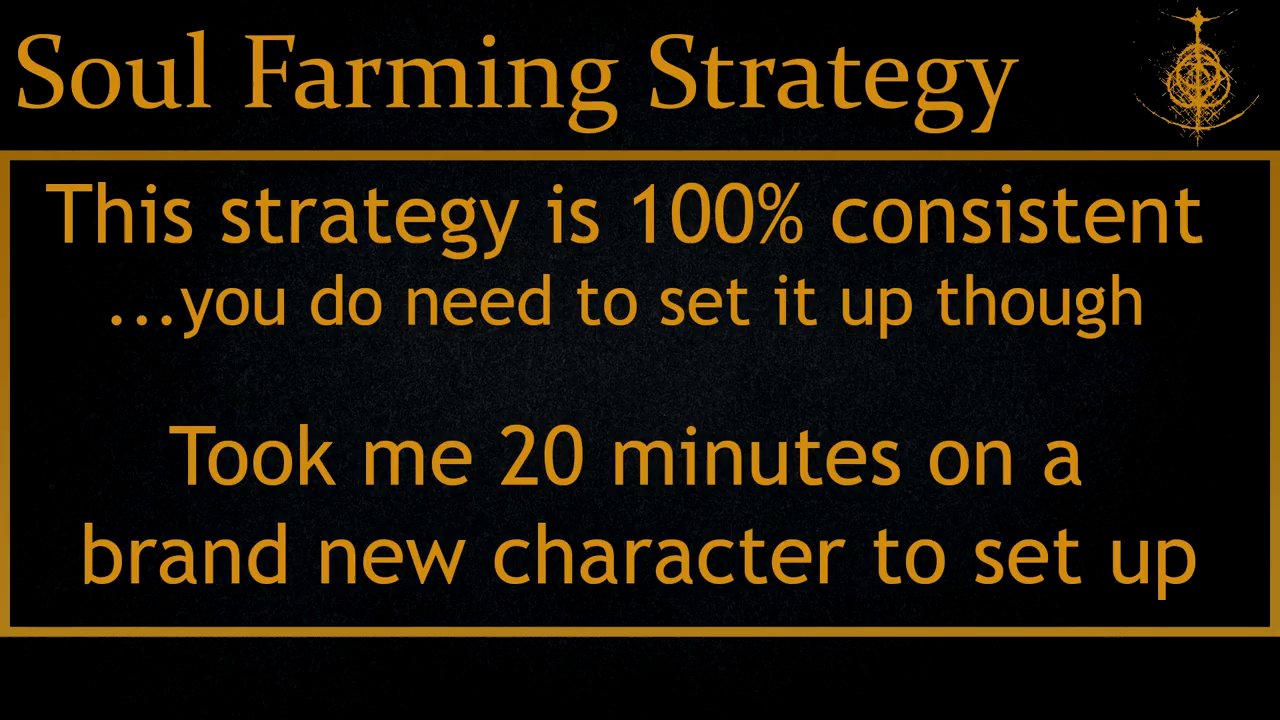 Soul Farming Strategy
This strategy is 100% consistent
...you do need to set it up though
Took me 20 minutes on a
brand new character to set up